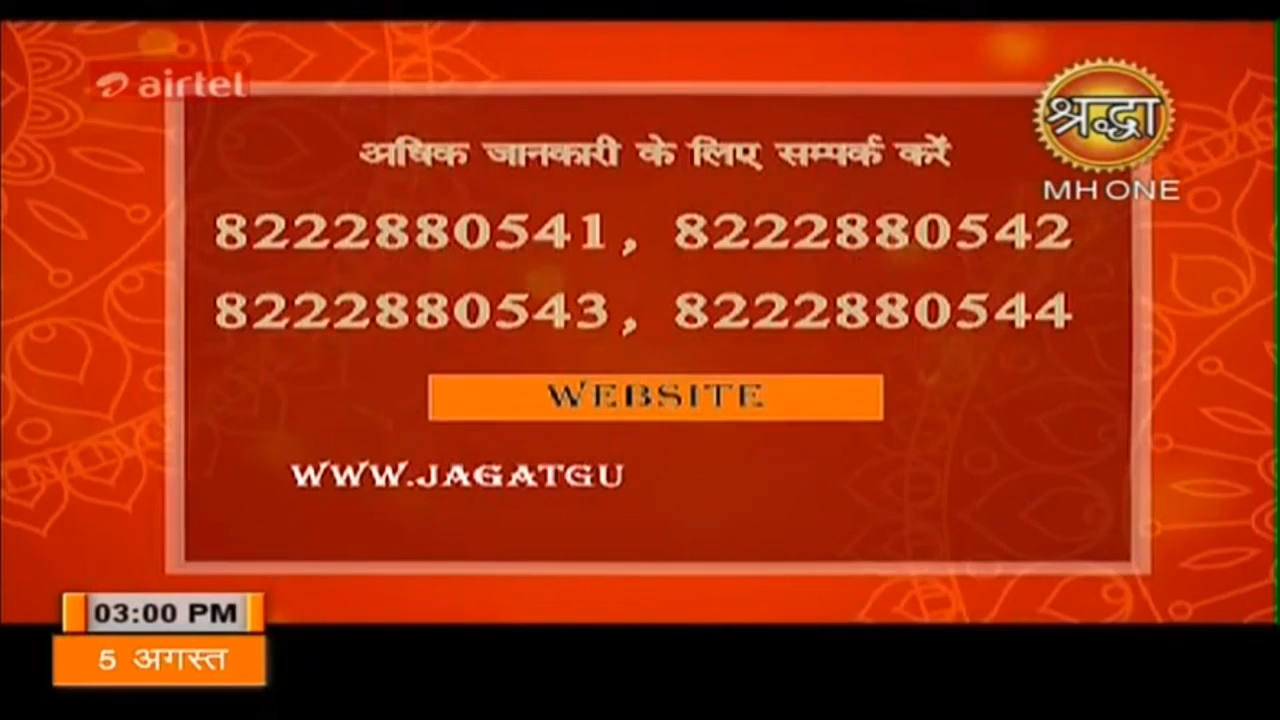 airtel
श्रद्धा
MH ONE
अधिक जानकारी के लिए सम्पर्क करें
8222880541, 8222880542
8222880543, 8222880544
WEBSITE
WWW.JAGATGU
03:00 PM
5 अगस्त